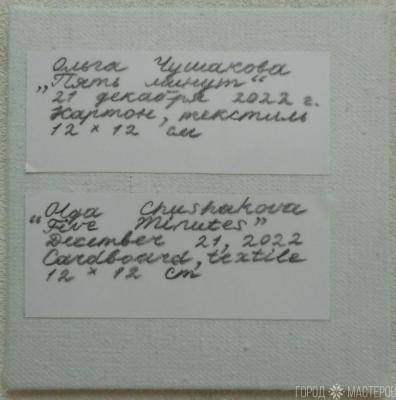 Ольга Чушакова
„Пять минут“
21 декабря 2022 г.
Картон, текстиль
12 × 12 см
Olga Chushakova
“Five Minutes”
December 21, 2022
Cardboard, textile
12 × 12 cm
ГОРОД МАСТЕРОВ